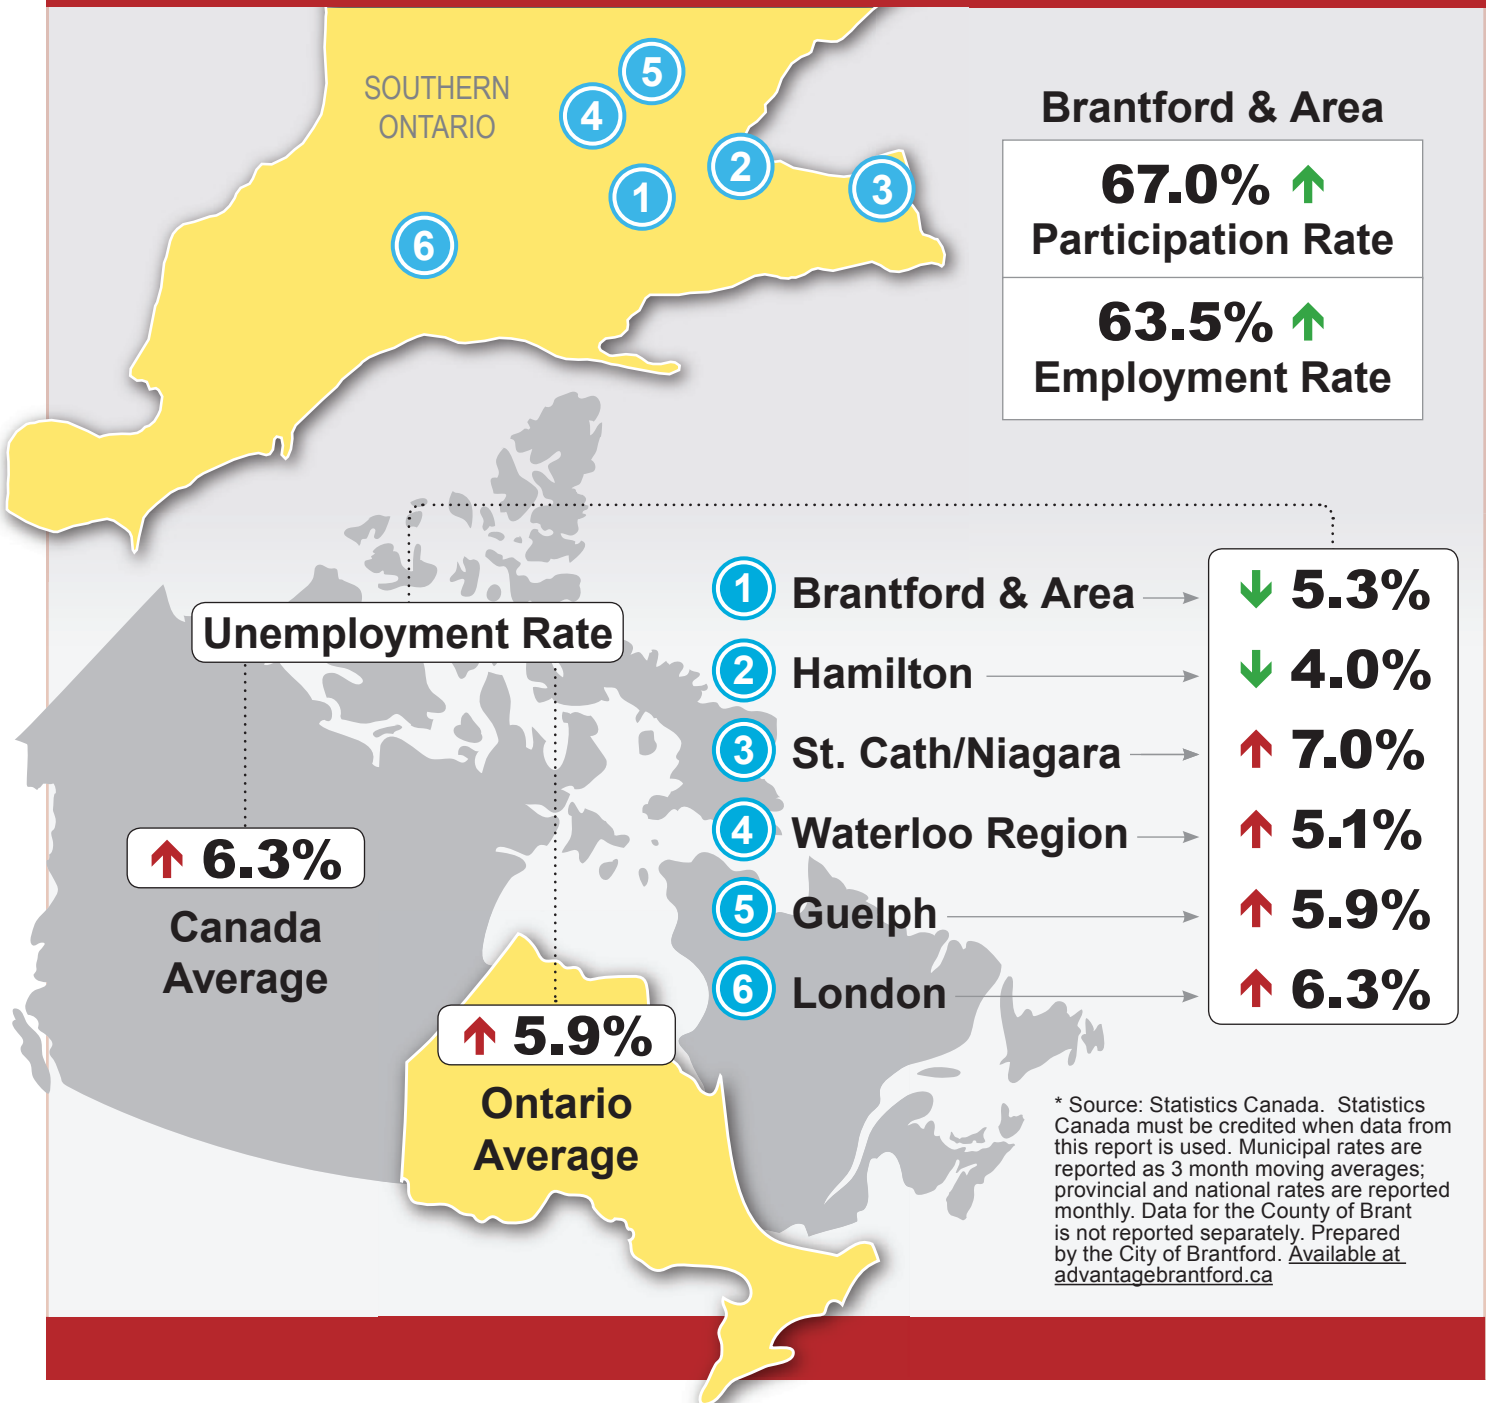 SOUTHERN
ONTARIO
5
4
2
1
3
6
Brantford & Area
67.0%
Participation Rate
63.5%
Employment Rate
Unemployment Rate
1 Brantford & Area 5.3%
2 Hamilton 4.0%
3 St. Cath/Niagara 7.0%
4 Waterloo Region 5.1%
5 Guelph 5.9%
6 London 6.3%
6.3%
Canada
Average
5.9%
Ontario
Average
* Source: Statistics Canada.  Statistics
Canada must be credited when data from
this report is used. Municipal rates are
reported as 3 month moving averages;
provincial and national rates are reported
monthly. Data for the County of Brant
is not reported separately. Prepared
by the City of Brantford. Available at
advantagebrantford.ca